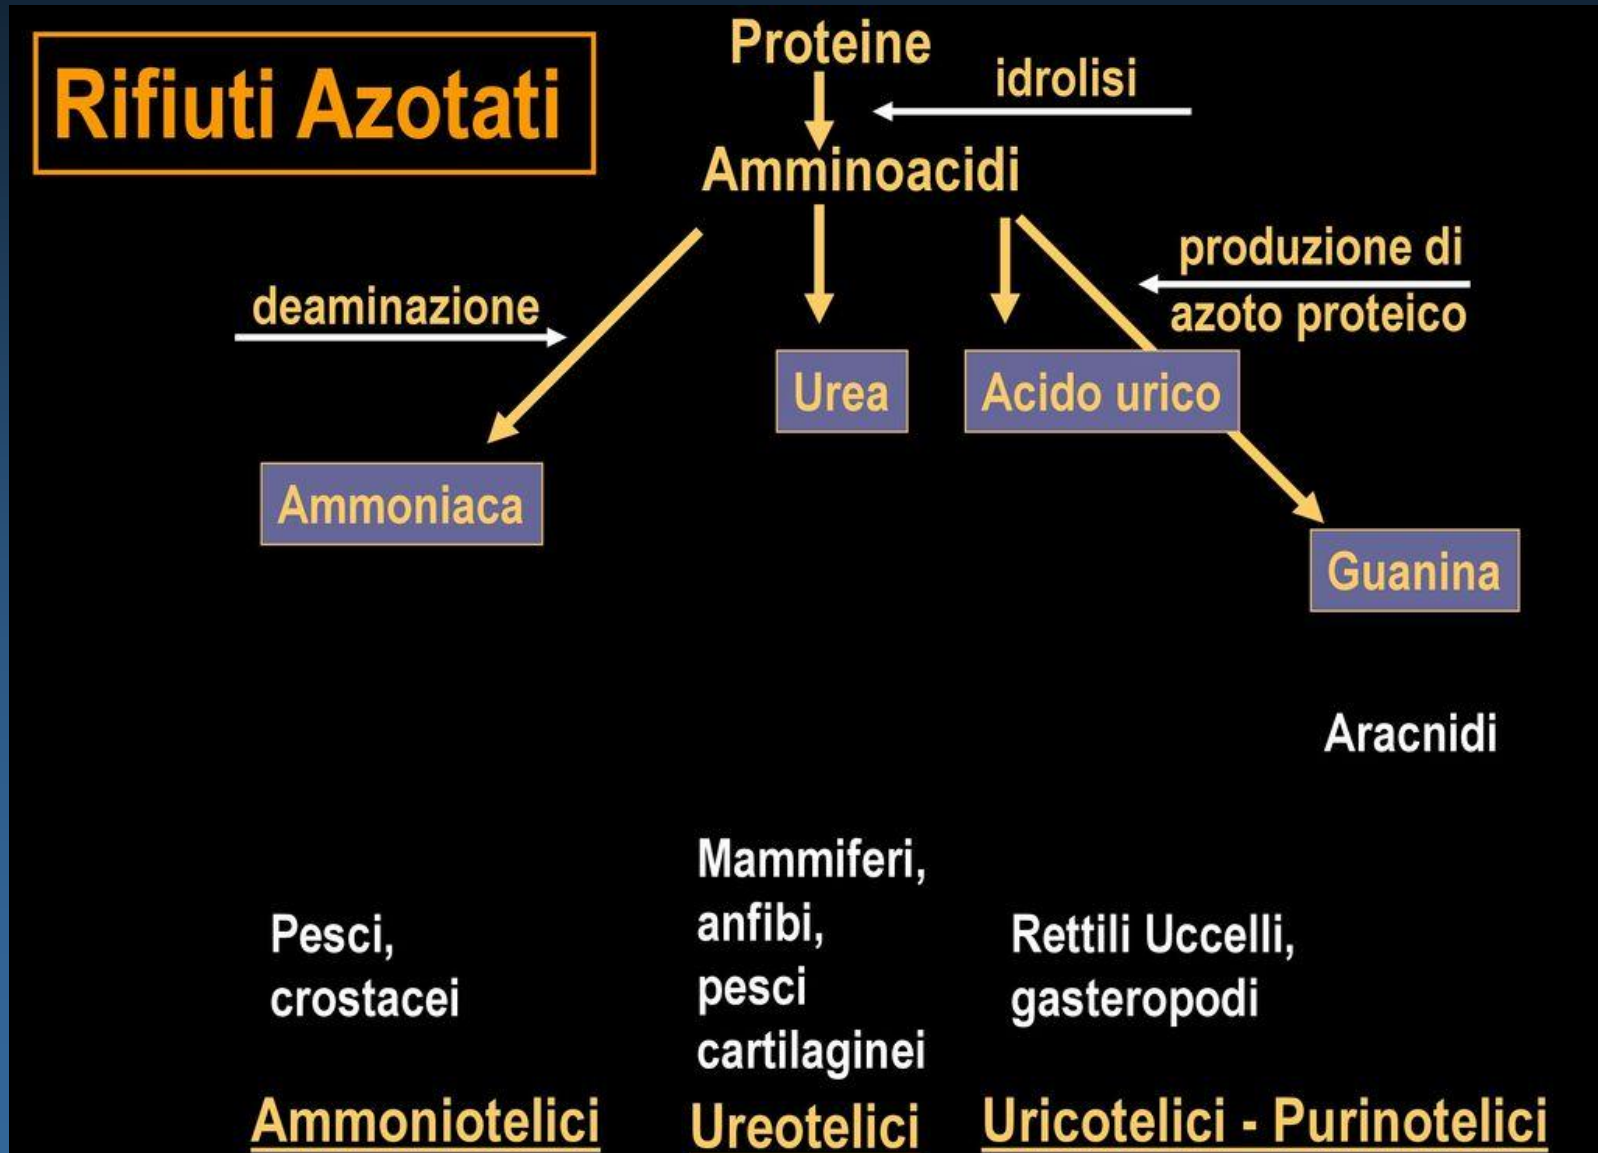 Rifiuti Azotati
Proteine
idrolisi
Amminoacidi
deaminazione
produzione di
azoto proteico
Urea
Acido urico
Ammoniaca
Guanina
Aracnidi
Pesci,
crostacei
Mammiferi,
anfibi,
pesci
cartilaginei
Rettili Uccelli,
gasteropodi
Ammoniotelici
Ureotelici
Uricotelici - Purinotelici